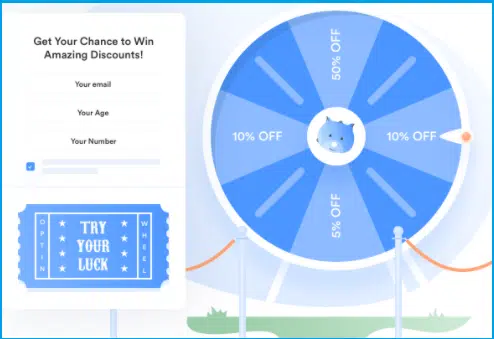 Get Your Chance to Win
Amazing Discounts!
Your email
Your Age
Your Number
OPTIN
TRY
YOUR
LUCK
WHEEL
50% OFF
10% OFF
10% OFF
5% OFF